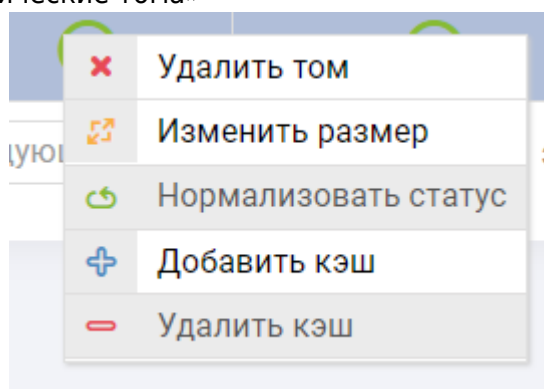 Удалить том
Изменить размер
Нормализовать статус
Добавить кэш
Удалить кэш